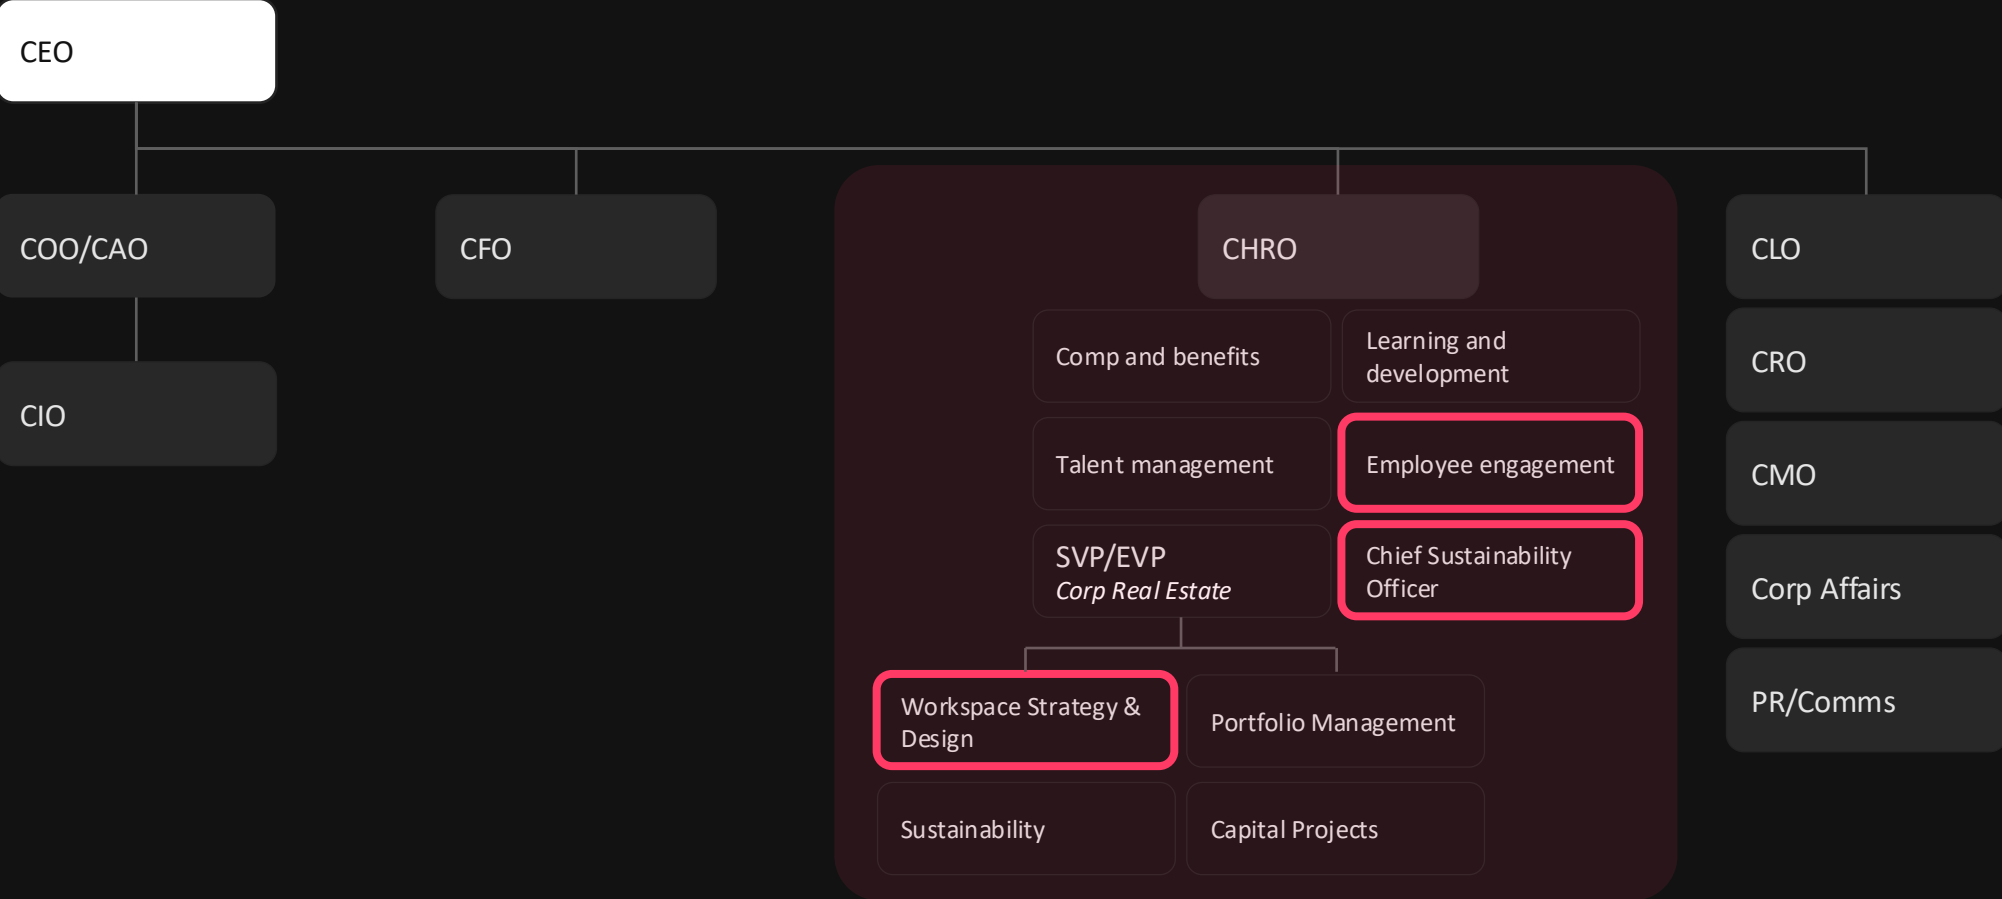 CEO
COO/CAO
CFO
CHRO
CLO
CIO
Comp and benefits
Learning and
development
CRO
Talent management
Employee engagement
CMO
SVP/EVP
Corp Real Estate
Chief Sustainability
Officer
Corp Affairs
Workspace Strategy &
Design
Portfolio Management
PR/Comms
Sustainability
Capital Projects